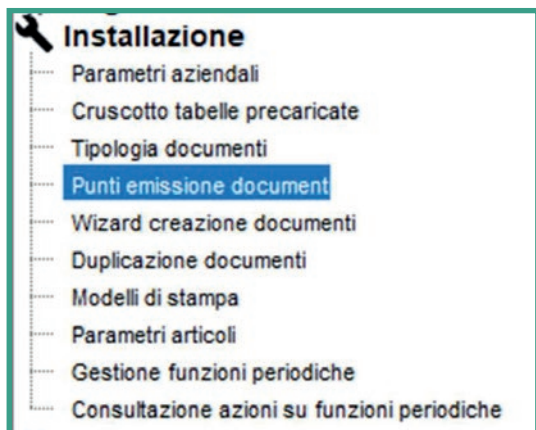 Installazione
Parametri aziendali
Cruscotto tabelle precaricate
Tipologia documenti
Punti emissione document
Wizard creazione documenti
Duplicazione documenti
Modelli di stampa
Parametri articoli
Gestione funzioni periodiche
Consultazione azioni su funzioni periodiche